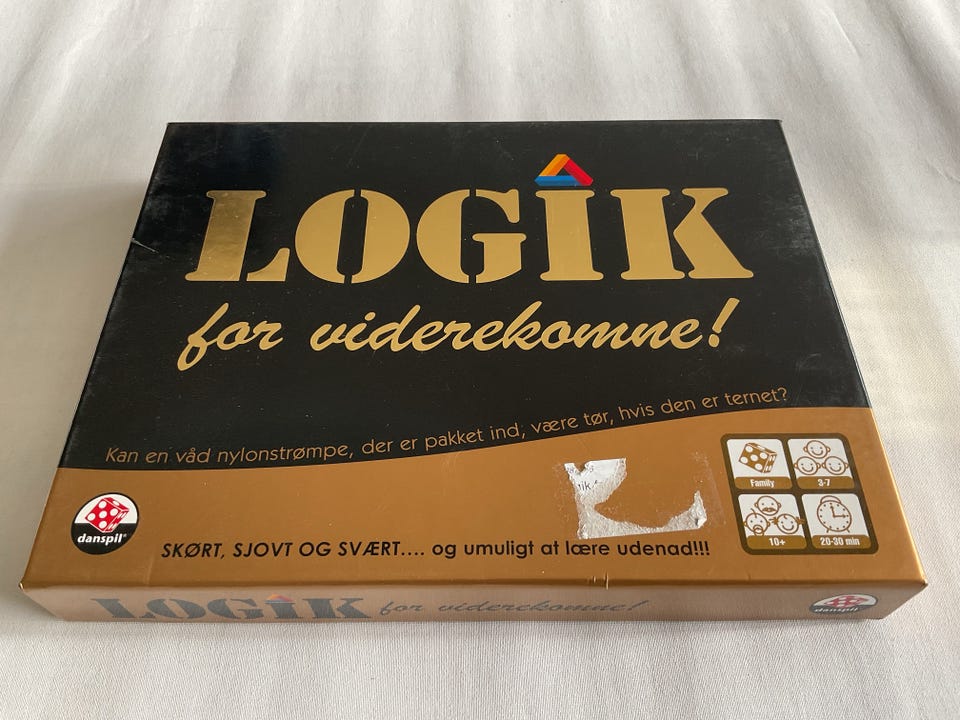 LOGIK
for viderekomne!
Kan en våd nylonstrømpe, der er pakket ind, være tør, hvis den er ternet?
Family
3-7
10+
20-30 min
danspil®
SKØRT, SJOVT OG SVÆRT.... og umuligt at lære udenad!!!
LOGIK for viderekomne!
danspil